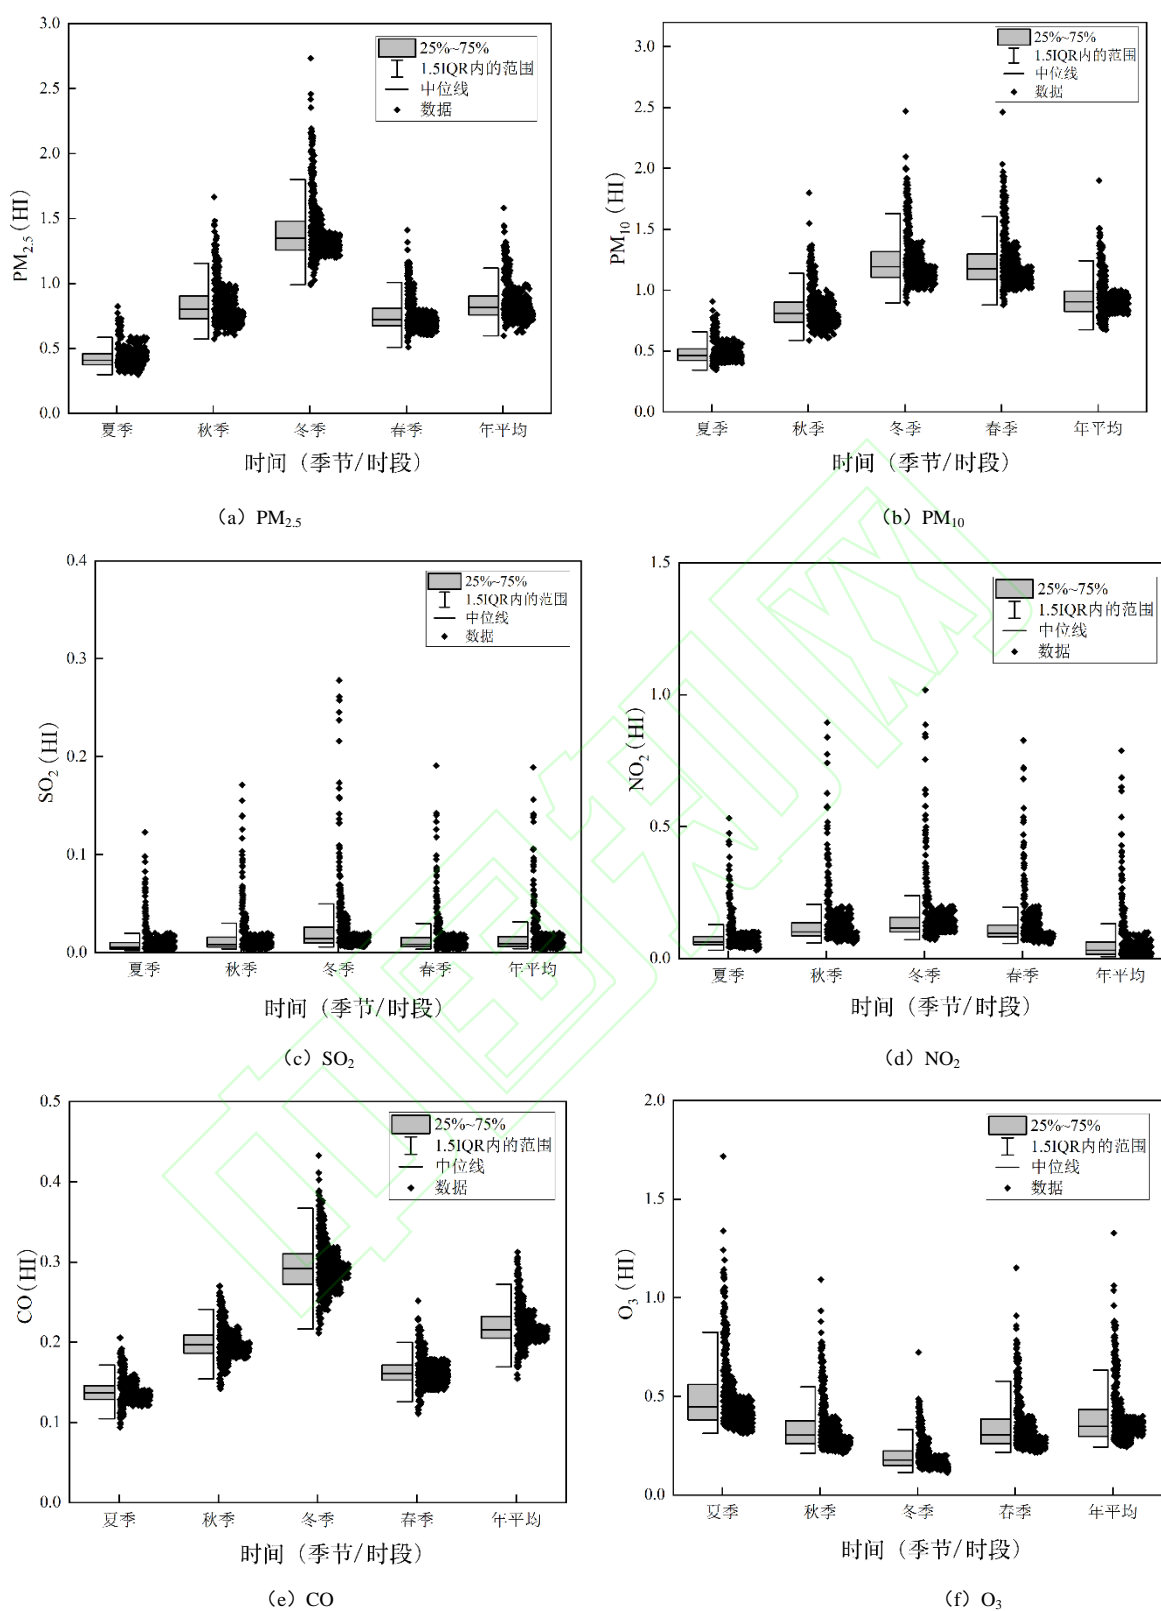 3.0
2.5
2.0
1.5
1.0
0.5
0.0
PM2.5(HI)
25%~75%
1.5IQR内的范围
中位线
数据
夏季 秋季 冬季 春季 年平均
时间（季节/时段）
（a）PM2.5
3.0
2.5
2.0
1.5
1.0
0.5
0.0
PM10(HI)
25%~75%
1.5IQR内的范围
中位线
数据
夏季 秋季 冬季 春季 年平均
时间（季节/时段）
（b）PM10
0.4
0.3
0.2
0.1
0.0
SO2(HI)
25%~75%
1.5IQR内的范围
中位线
数据
夏季 秋季 冬季 春季 年平均
时间（季节/时段）
（c）SO2
1.5
1.0
0.5
0.0
NO2(HI)
25%~75%
1.5IQR内的范围
中位线
数据
夏季 秋季 冬季 春季 年平均
时间（季节/时段）
（d）NO2
0.5
0.4
0.3
0.2
0.1
0.0
CO(HI)
25%~75%
1.5IQR内的范围
中位线
数据
夏季 秋季 冬季 春季 年平均
时间（季节/时段）
（e）CO
2.0
1.5
1.0
0.5
0.0
O3(HI)
25%~75%
1.5IQR内的范围
中位线
数据
夏季 秋季 冬季 春季 年平均
时间（季节/时段）
（f）O3
中国知网